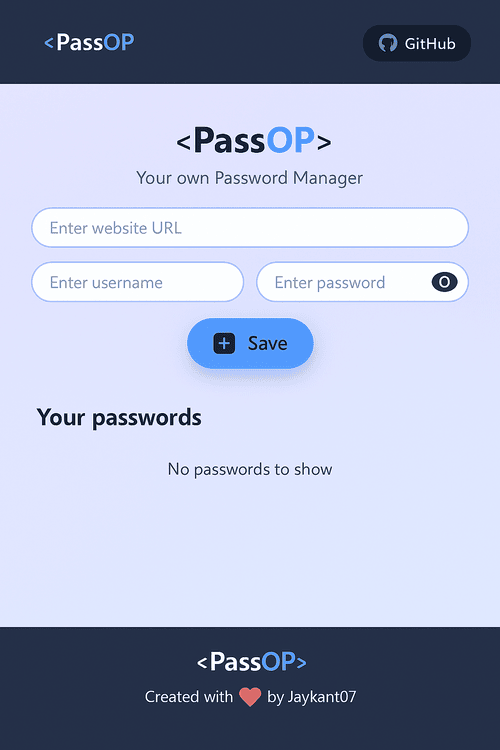 <PassOP
GitHub
<PassOP>
Your own Password Manager
Enter website URL
Enter username
Enter password
O
Save
Your passwords
No passwords to show
<PassOP>
Created with ❤ by Jaykant07